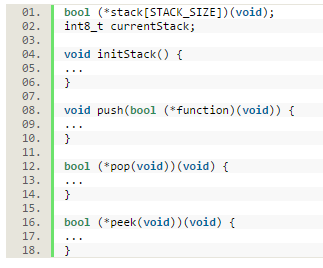 01. bool (*stack[STACK_SIZE])(void);
02. int8_t currentStack;
03.
04. void initStack() {
05. ...
06. }
07.
08. void push(bool (*function)(void)) {
09. ...
10. }
11.
12. bool (*pop(void))(void) {
13. ...
14. }
15.
16. bool (*peek(void))(void) {
17. ...
18. }